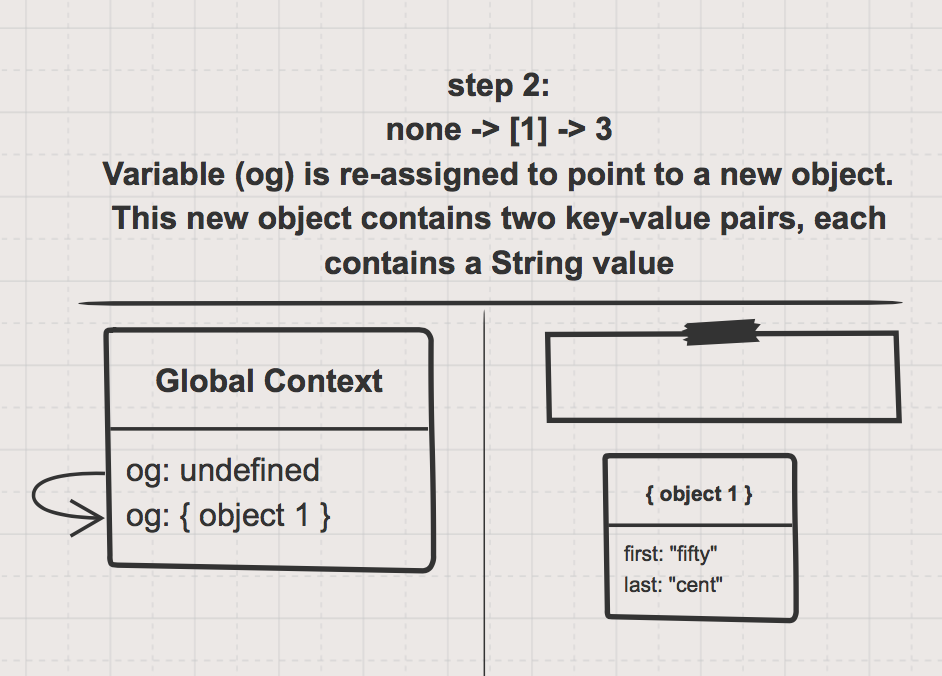 step 2:
none -> [1] -> 3
Variable (og) is re-assigned to point to a new object.
This new object contains two key-value pairs, each
contains a String value
Global Context
og: undefined
og: { object 1 }
{ object 1 }
first: "fifty"
last: "cent"